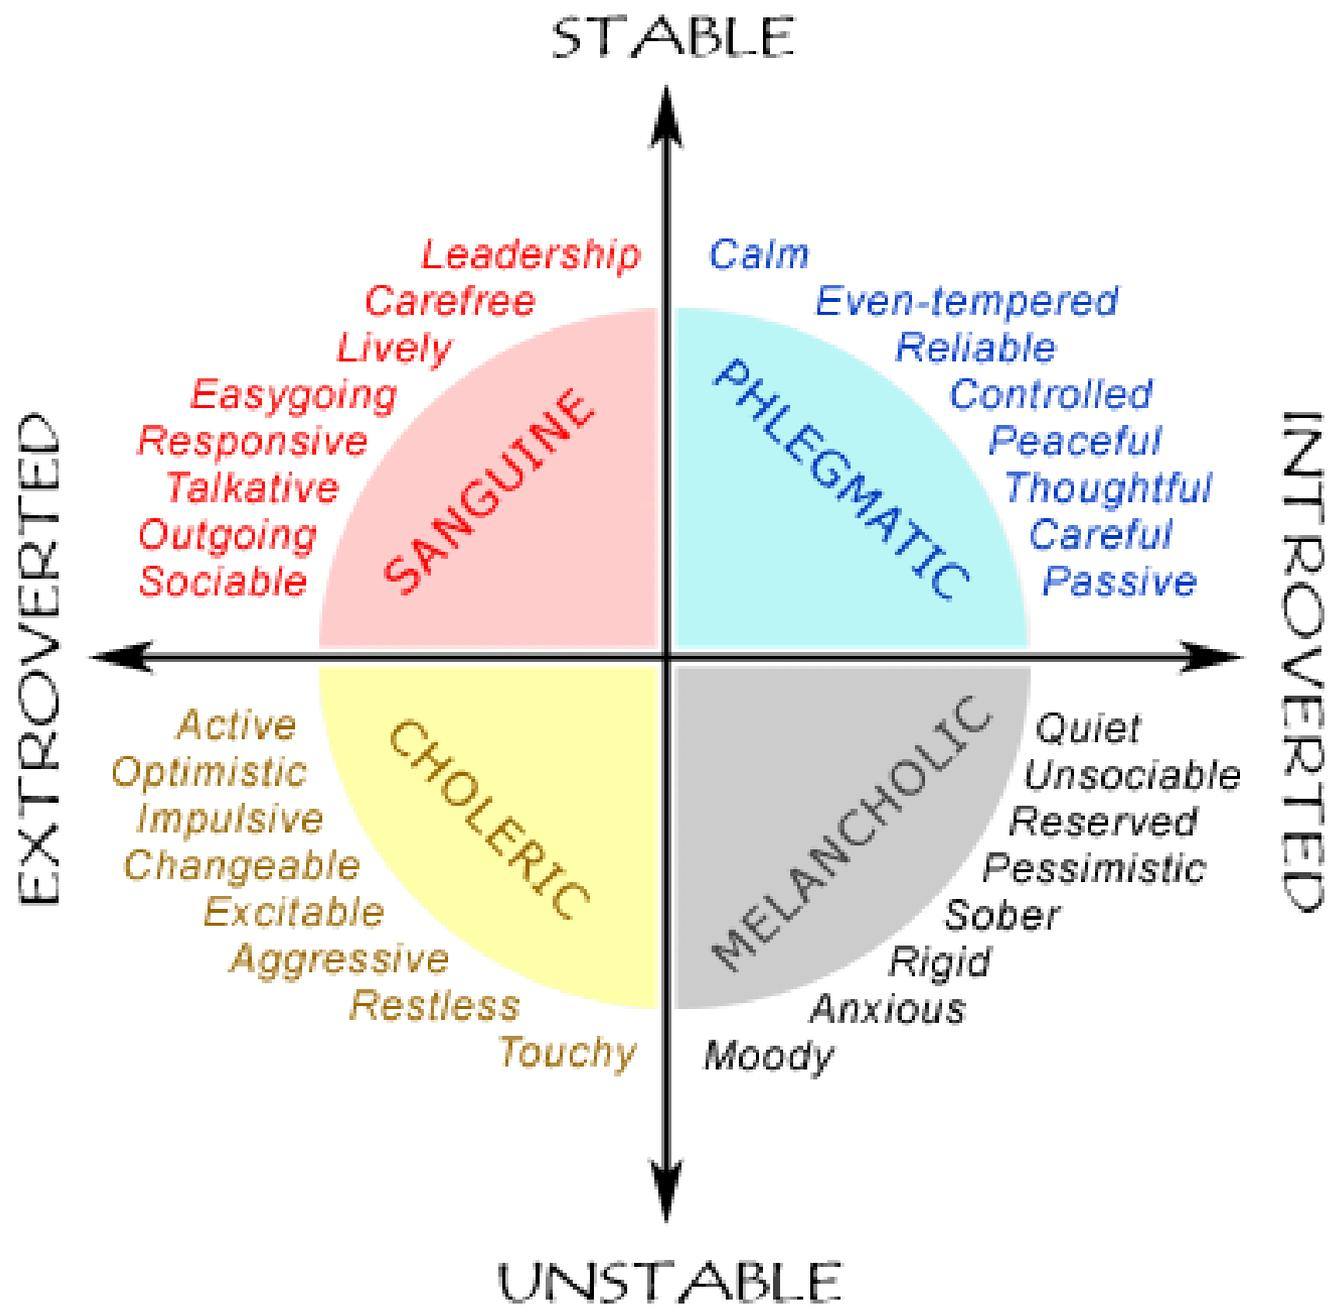 STABLE
Leadership
Carefree
Lively
Easygoing
Responsive
Talkative
Outgoing
Sociable
SANGUINE
Calm
Even-tempered
Reliable
Controlled
Peaceful
Thoughtful
Careful
Passive
PHLEGMATIC
EXTROVERTED
INTROVERTED
Active
Optimistic
Impulsive
Changeable
Excitable
Aggressive
Restless
Touchy
CHOLERIC
Quiet
Unsociable
Reserved
Pessimistic
Sober
Rigid
Anxious
Moody
MELANCHOLIC
UNSTABLE